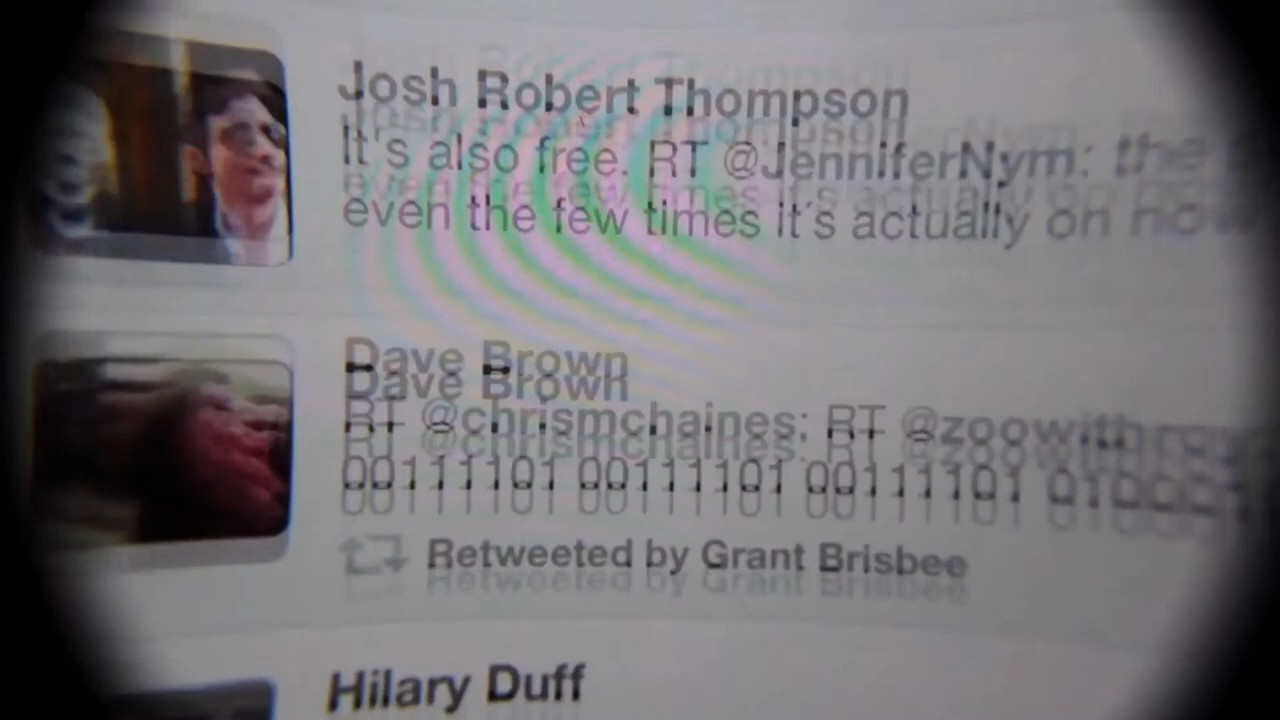 Josh Robert Thompson
It's also free. RT @JenniferNym: the
even the few times it's actually on
Dave Brown
RT @chrismchaines: RT
00111101 00111101 00111101
Retweeted by Grant Brisbee
Hilary Duff